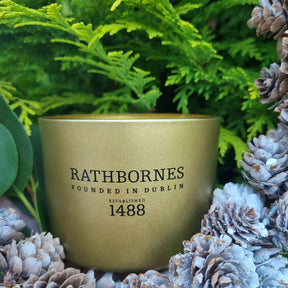 RATHBORNES
FOUNDED IN DUBLIN
ESTABLISHED
1488